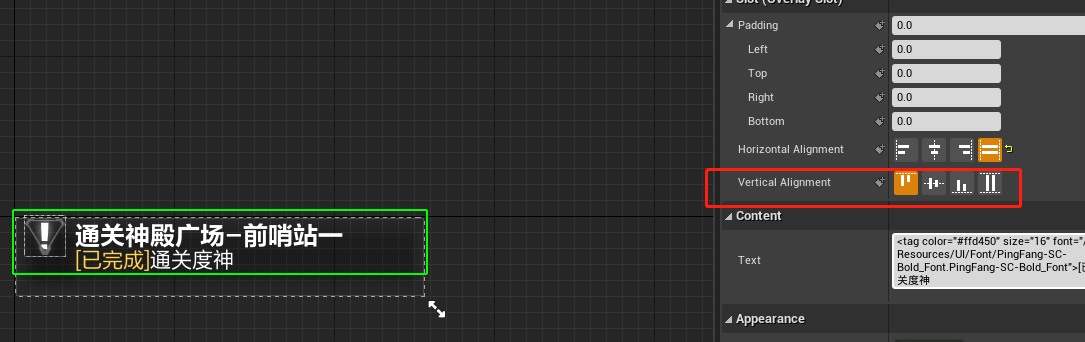 Slot (Overlay Slot)
Padding 0.0
Left 0.0
Top 0.0
Right 0.0
Bottom 0.0
Horizontal Alignment
Vertical Alignment
Content
Text
<tag color="#ffd450" size="16" font="/
Resources/UI/Font/PingFang-SC-
Bold_Font.PingFang-SC-Bold_Font">[已
关度神
Appearance
通关神殿广场-前哨站一
[已完成]通关度神